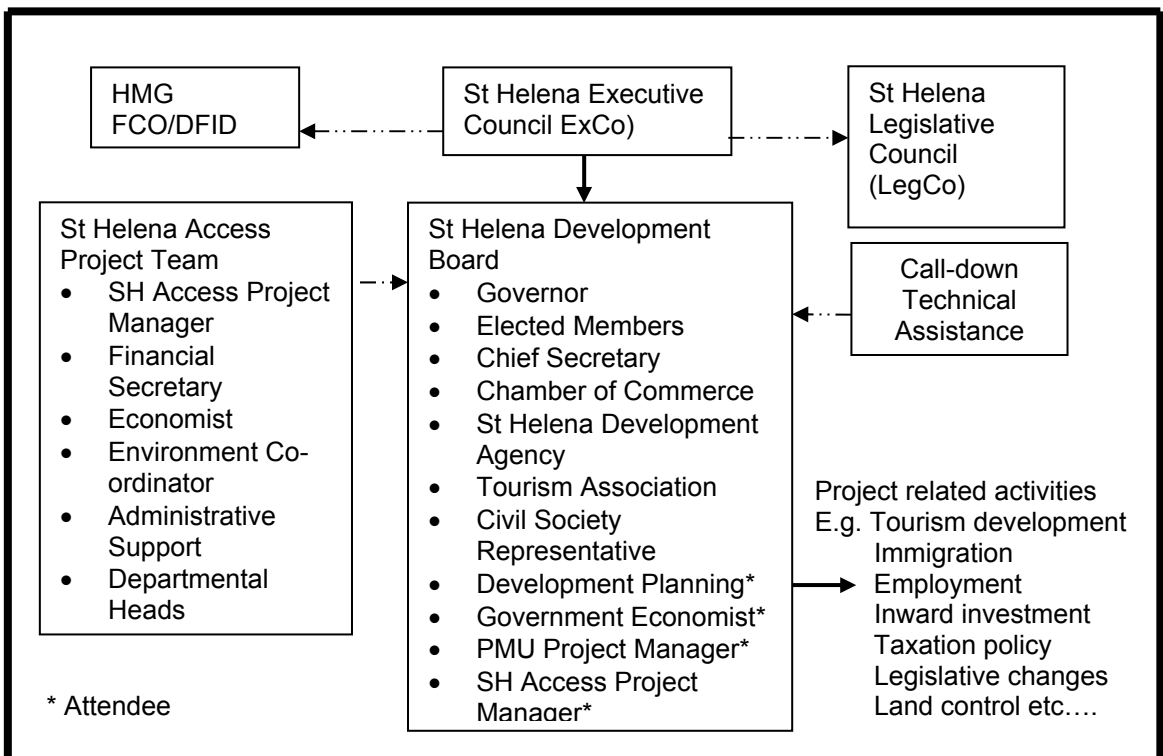 HMG
FCO/DFID
St Helena Executive
Council ExCo)
St Helena
Legislative
Council
(LegCo)
St Helena Access
Project Team
• SH Access Project
Manager
• Financial
Secretary
• Economist
• Environment Co-
ordinator
• Administrative
Support
• Departmental
Heads
St Helena Development
Board
• Governor
• Elected Members
• Chief Secretary
• Chamber of Commerce
• St Helena Development
Agency
• Tourism Association
• Civil Society
Representative
• Development Planning*
• Government Economist*
• PMU Project Manager*
• SH Access Project
Manager*
Call-down
Technical
Assistance
Project related activities
E.g. Tourism development
Immigration
Employment
Inward investment
Taxation policy
Legislative changes
Land control etc….
* Attendee